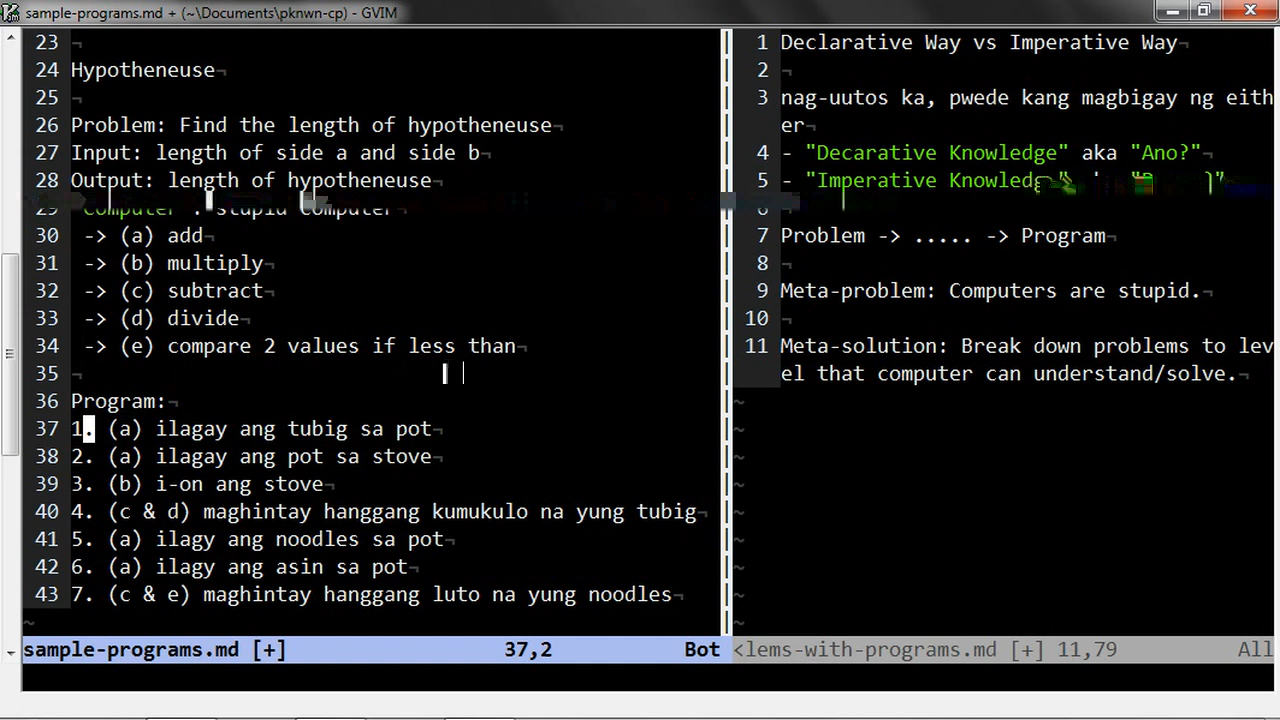 sample-programs.md + (~\Documents\pknwn-cp) - GVIM
23 ¬
24 Hypotheneuse¬
25 ¬
26 Problem: Find the length of hypotheneuse¬
27 Input: length of side a and side b¬
28 Output: length of hypotheneuse¬
29 "Computer": stupid computer¬
30 -> (a) add¬
31 -> (b) multiply¬
32 -> (c) subtract¬
33 -> (d) divide¬
34 -> (e) compare 2 values if less than¬
35 ¬
36 Program:¬
37 1. (a) ilagay ang tubig sa pot¬
38 2. (a) ilagay ang pot sa stove¬
39 3. (b) i-on ang stove¬
40 4. (c & d) maghintay hanggang kumukulo na yung tubig¬
41 5. (a) ilagy ang noodles sa pot¬
42 6. (a) ilagy ang asin sa pot¬
43 7. (c & e) maghintay hanggang luto na yung noodles¬
~
sample-programs.md [+] 37,2 Bot
1 Declarative Way vs Imperative Way¬
2 ¬
3 nag-uutos ka, pwede kang magbigay ng eith
er¬
4 - "Decarative Knowledge" aka "Ano?"¬
5 - "Imperative Knowledge"
6 ¬
7 Problem -> ..... -> Program¬
8 ¬
9 Meta-problem: Computers are stupid.¬
10 ¬
11 Meta-solution: Break down problems to lev
el that computer can understand/solve.¬
~
~
~
~
~
~
~
~
~
<lems-with-programs.md [+] 11,79 All